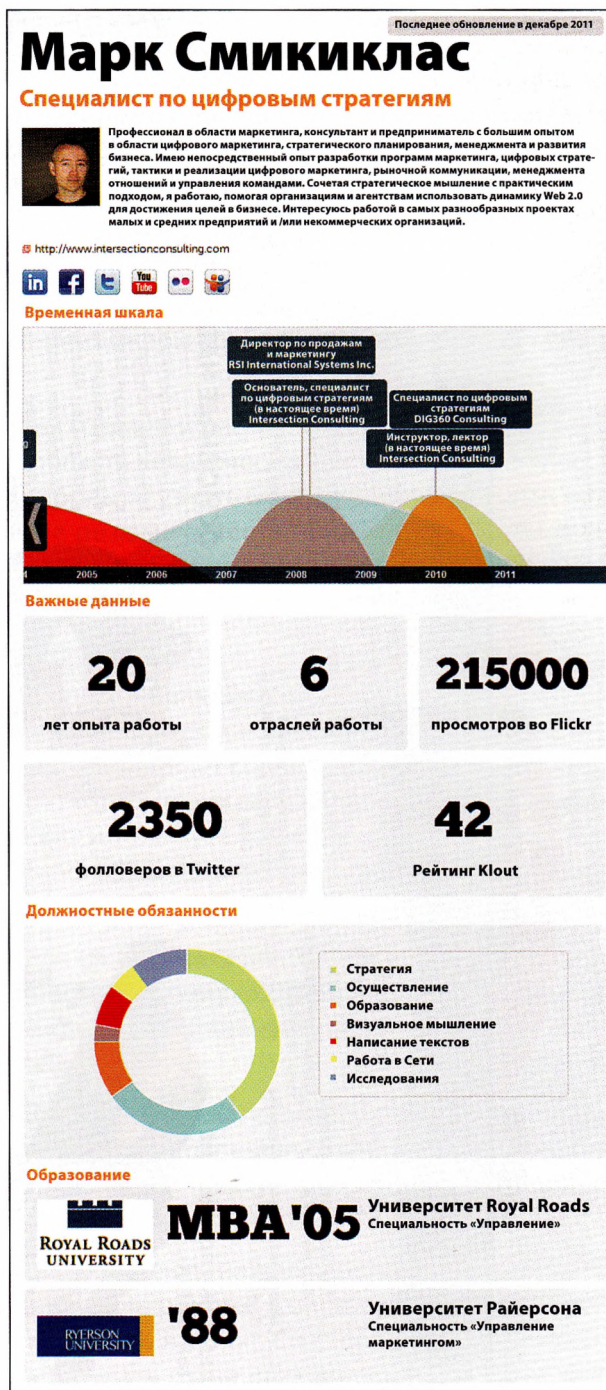 Последнее обновление в декабре 2011
Марк Смикиклас
Специалист по цифровым стратегиям
Профессионал в области маркетинга, консультант и предприниматель с большим опытом
в области цифрового маркетинга, стратегического планирования, менеджмента и развития
бизнеса. Имею непосредственный опыт разработки программ маркетинга, цифровых страте-
гий, тактики и реализации цифрового маркетинга, рыночной коммуникации, менеджмента
отношений и управления командами. Сочетая стратегическое мышление с практическим
подходом, я работаю, помогая организациям и агентствам использовать динамику Web 2.0
для достижения целей в бизнесе. Интересуюсь работой в самых разнообразных проектах
малых и средних предприятий и /или некоммерческих организаций.
http://www.intersectionconsulting.com
in f t You Tube
Временная шкала
Директор по продажам
и маркетингу
RSI International Systems Inc.
Основатель, специалист
по цифровым стратегиям
(в настоящее время)
Intersection Consulting
Специалист по цифровым
стратегиям
DIG360 Consulting
Инструктор, лектор
(в настоящее время)
Intersection Consulting
4 2005 2006 2007 2008 2009 2010 2011
Важные данные
20
лет опыта работы
6
отраслей работы
215000
просмотров во Flickr
2350
фолловеров в Twitter
42
Рейтинг Klout
Должностные обязанности
Стратегия
Осуществление
Образование
Визуальное мышление
Написание текстов
Работа в Сети
Исследования
Образование
ROYAL ROADS
UNIVERSITY
MBA'05
Университет Royal Roads
Специальность «Управление»
RYERSON
UNIVERSITY
'88
Университет Райерсона
Специальность «Управление
маркетингом»